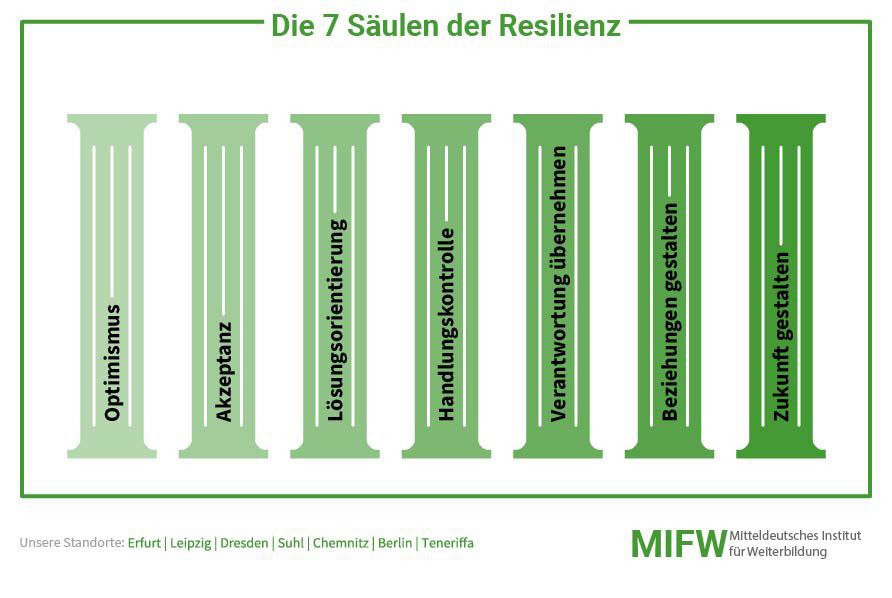 Die 7 Säulen der Resilienz
Optimismus
Akzeptanz
Lösungsorientierung
Handlungskontrolle
Verantwortung übernehmen
Beziehungen gestalten
Zukunft gestalten
Unsere Standorte: Erfurt | Leipzig | Dresden | Suhl | Chemnitz | Berlin | Teneriffa
MIFW
Mitteldeutsches Institut
für Weiterbildung